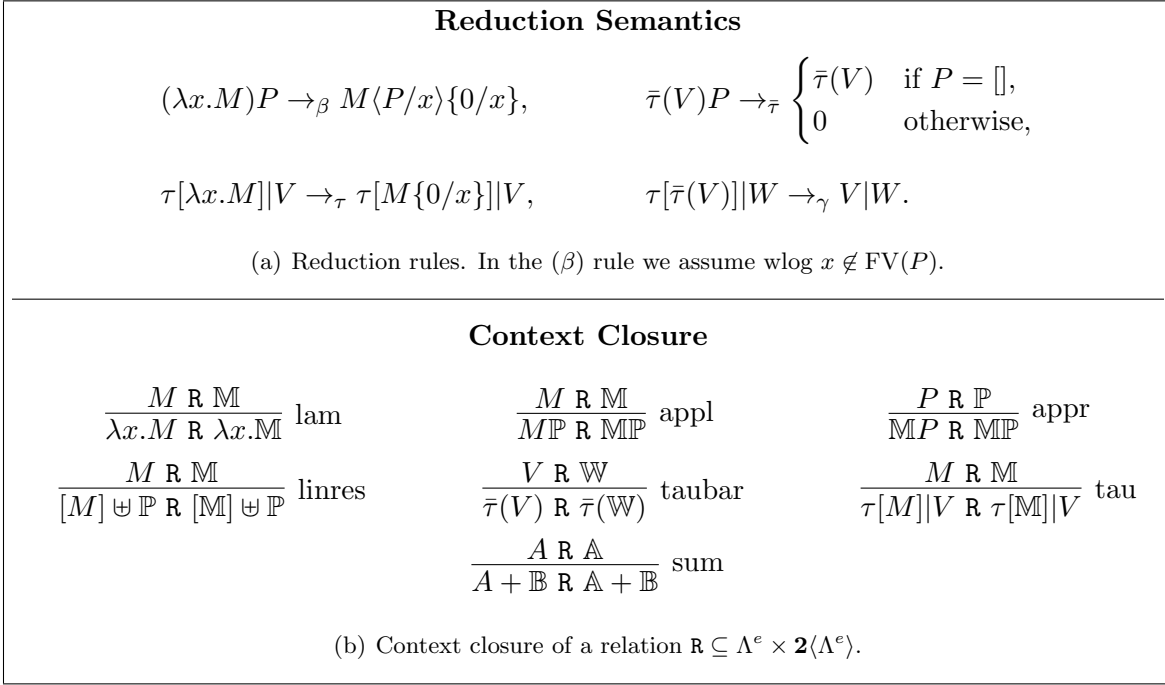 Reduction Semantics
(λx.M)P →β M⟨P/x⟩{0/x}, τ̄(V)P →τ̄ { τ̄(V) if P = [],
0 otherwise,
τ[λx.M]|V →τ τ[M{0/x}]|V, τ[τ̄(V)]|W →γ V|W.
(a) Reduction rules. In the (β) rule we assume wlog x ∉ FV(P).
Context Closure
M R 𝕄 M R 𝕄 P R ℙ
λx.M R λx.𝕄 lam Mℙ R 𝕄ℙ appl 𝕄P R 𝕄ℙ appr
M R 𝕄 V R 𝕎 M R 𝕄
[M] ⊎ ℙ R [𝕄] ⊎ ℙ linres τ̄(V) R τ̄(𝕎) taubar τ[M]|V R τ[𝕄]|V tau
A R 𝔸
A + 𝔹 R 𝔸 + 𝔹 sum
(b) Context closure of a relation R ⊆ Λᵉ × 𝟐⟨Λᵉ⟩.